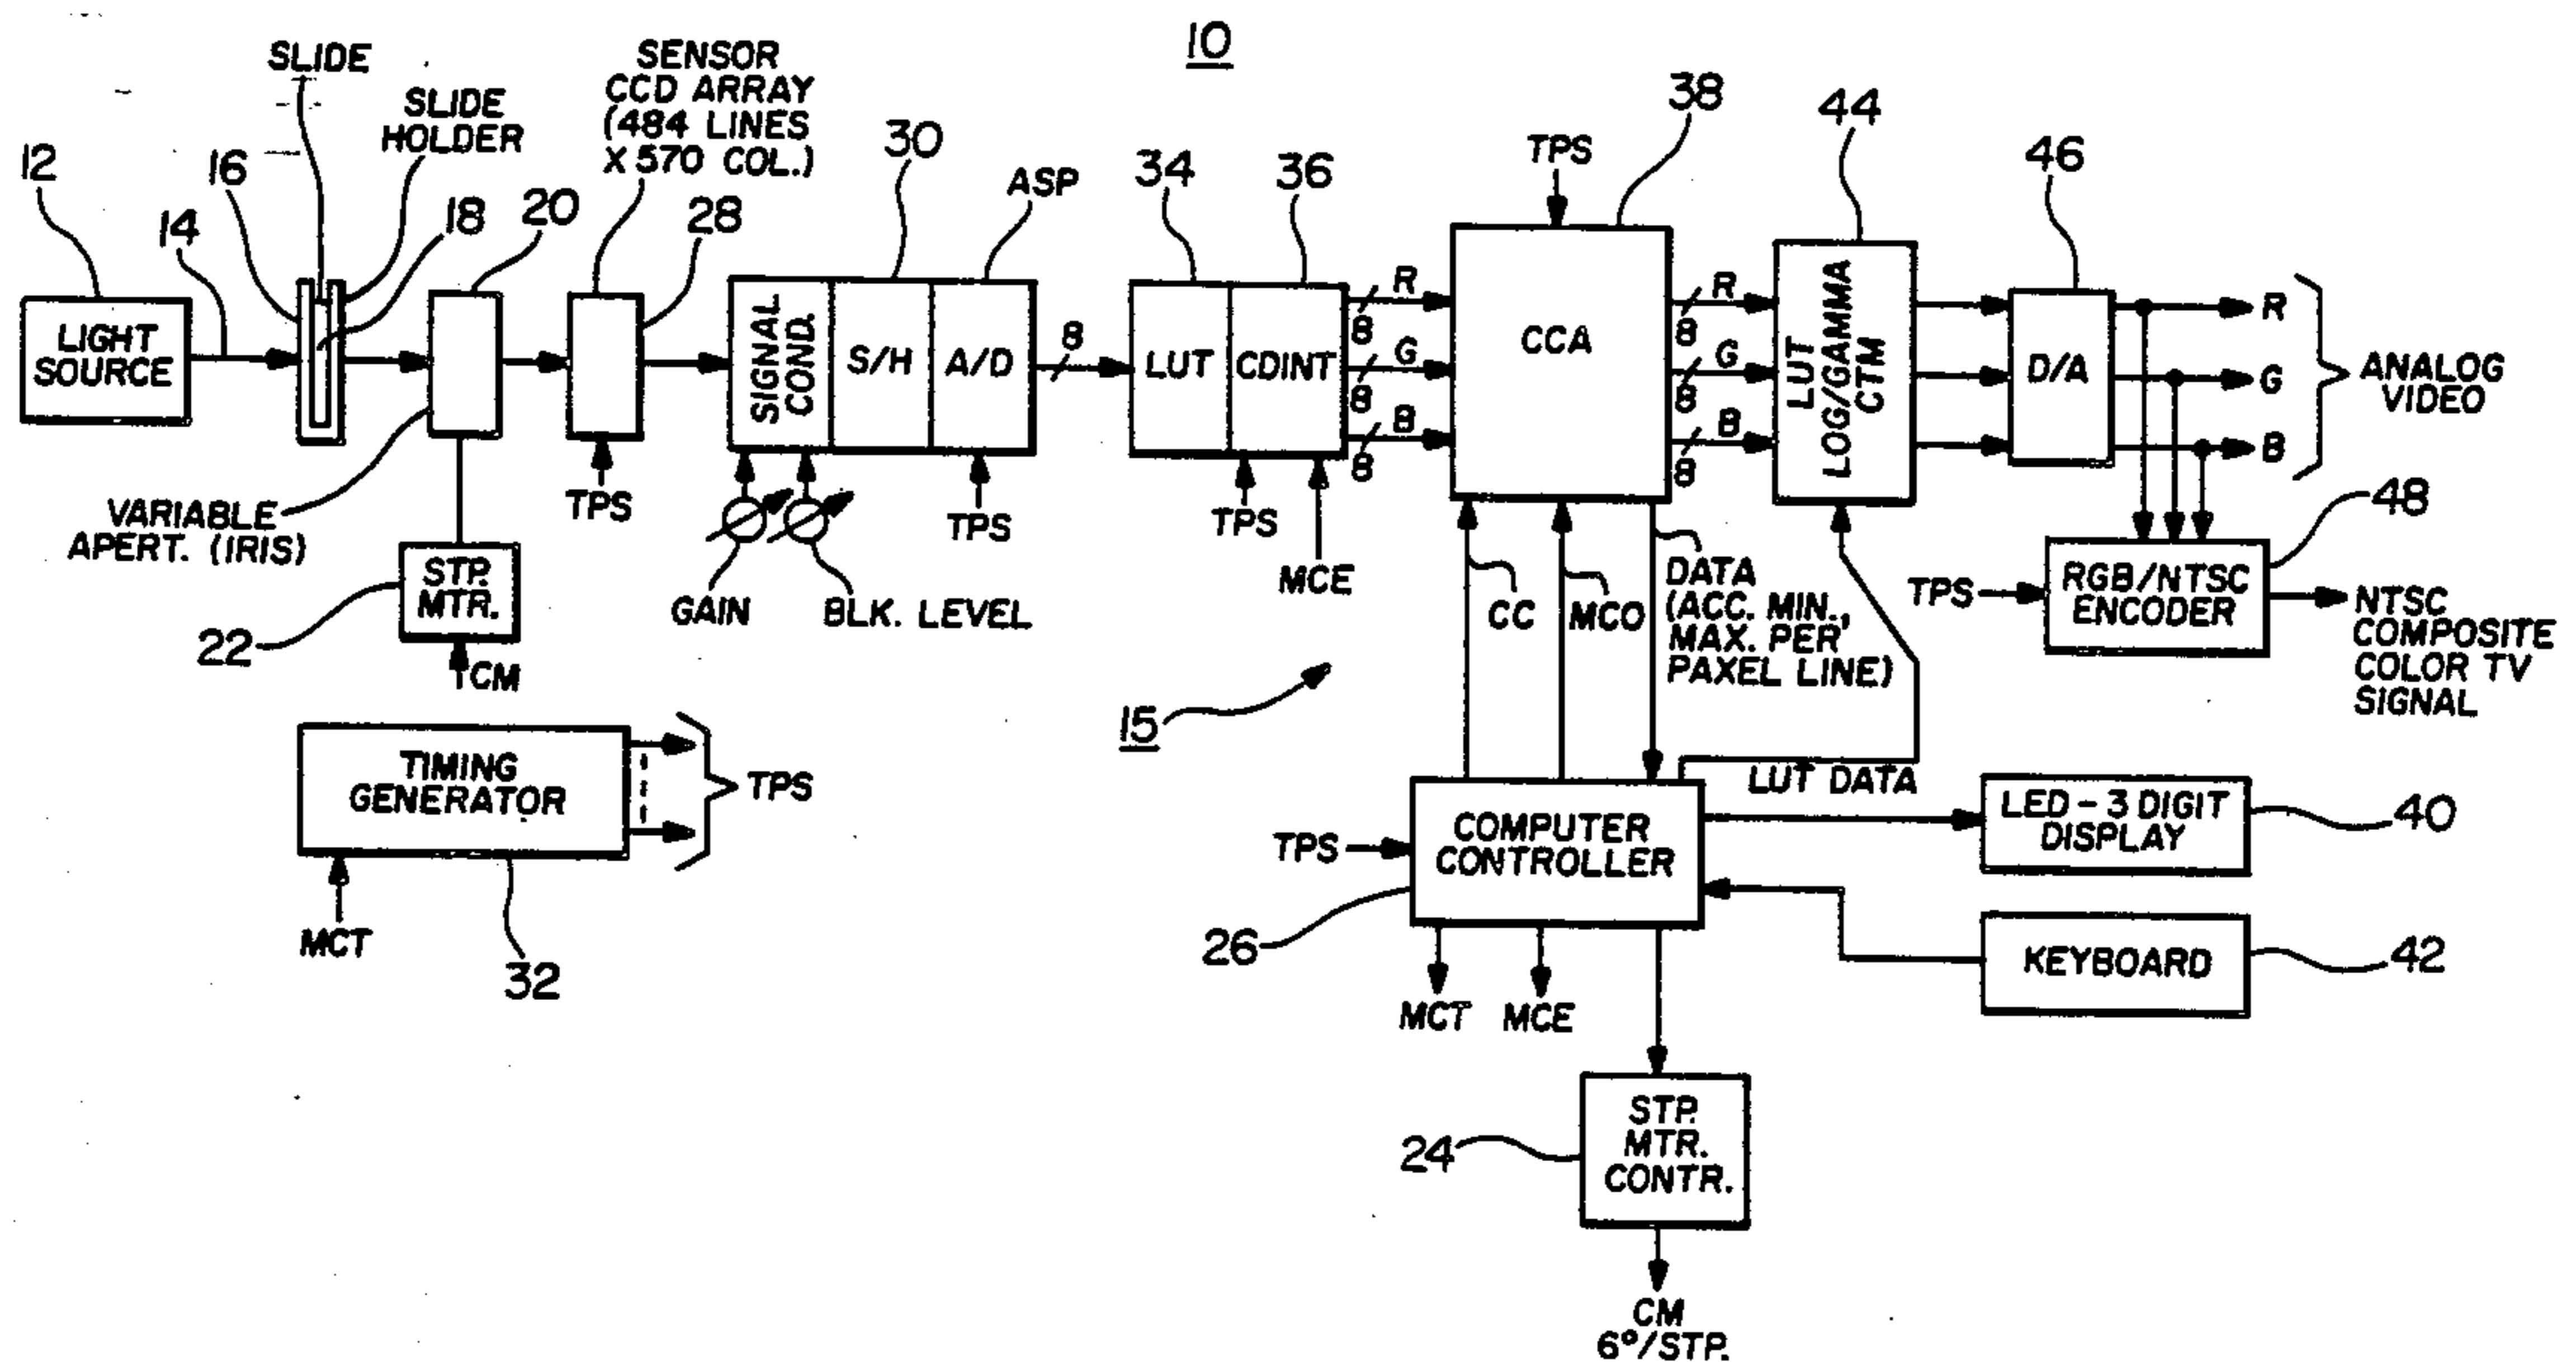 10
SLIDE
SLIDE
HOLDER
SENSOR
CCD ARRAY
(484 LINES
X 570 COL.)
12
14
16
18
20
28
30
ASP
34
36
38
TPS
44
46
LIGHT
SOURCE
SIGNAL
COND.
S/H
A/D
8
LUT
CDINT
R
8
G
8
B
8
CCA
R
8
G
8
B
8
LUT
LOG/GAMMA
CTM
D/A
R
G
B
ANALOG
VIDEO
VARIABLE
APERT. (IRIS)
TPS
GAIN
BLK. LEVEL
TPS
TPS
MCE
CC
MCO
DATA
(ACC. MIN.,
MAX. PER
PAXEL LINE)
TPS
RGB/NTSC
ENCODER
48
NTSC
COMPOSITE
COLOR TV
SIGNAL
STP.
MTR.
22
CM
15
TIMING
GENERATOR
TPS
MCT
32
LUT DATA
TPS
COMPUTER
CONTROLLER
26
LED - 3 DIGIT
DISPLAY
40
KEYBOARD
42
MCT
MCE
24
STP.
MTR.
CONTR.
CM
6°/STP.